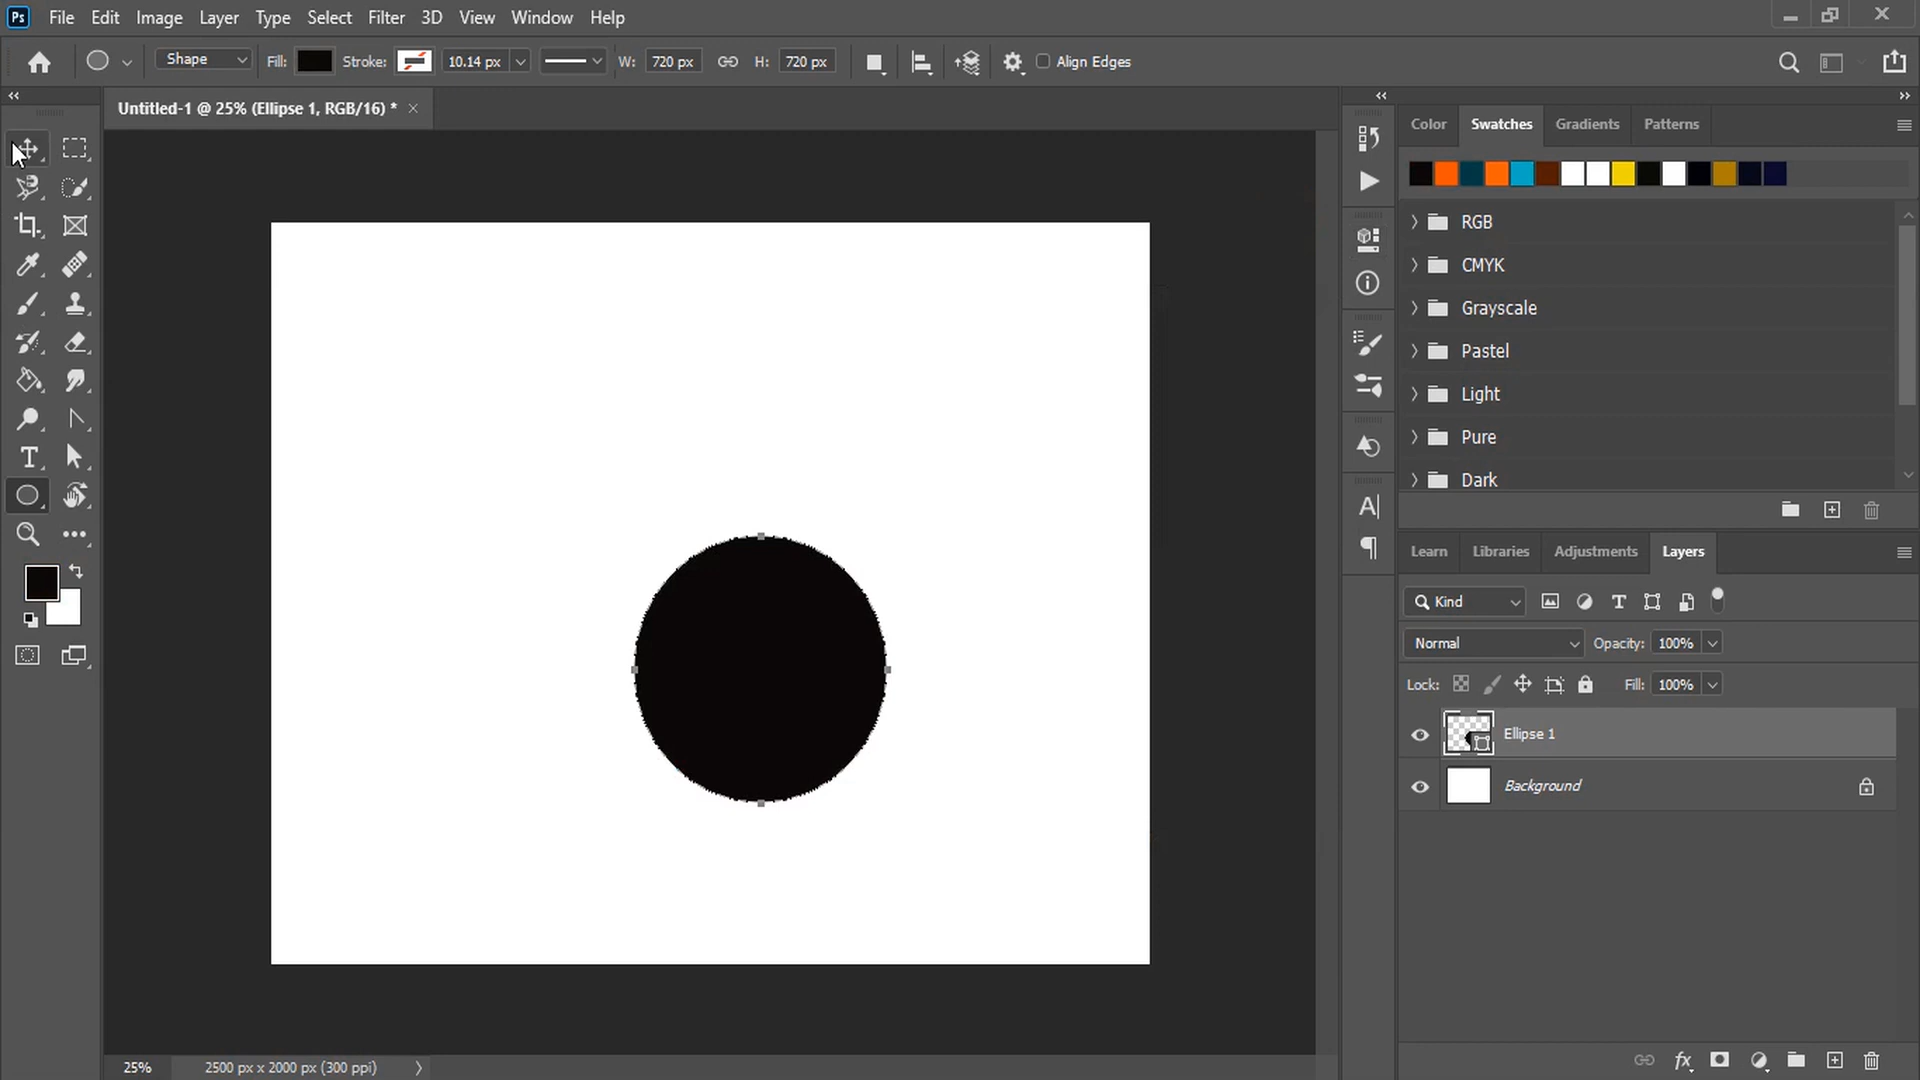 Ps File Edit Image Layer Type Select Filter 3D View Window Help
Shape Fill: Stroke: 10.14 px W: 720 px H: 720 px Align Edges
Untitled-1 @ 25% (Ellipse 1, RGB/16) *
Color Swatches Gradients Patterns
RGB
CMYK
Grayscale
Pastel
Light
Pure
Dark
Learn Libraries Adjustments Layers
Kind
Normal Opacity: 100%
Lock: Fill: 100%
Ellipse 1
Background
25% 2500 px x 2000 px (300 ppi)